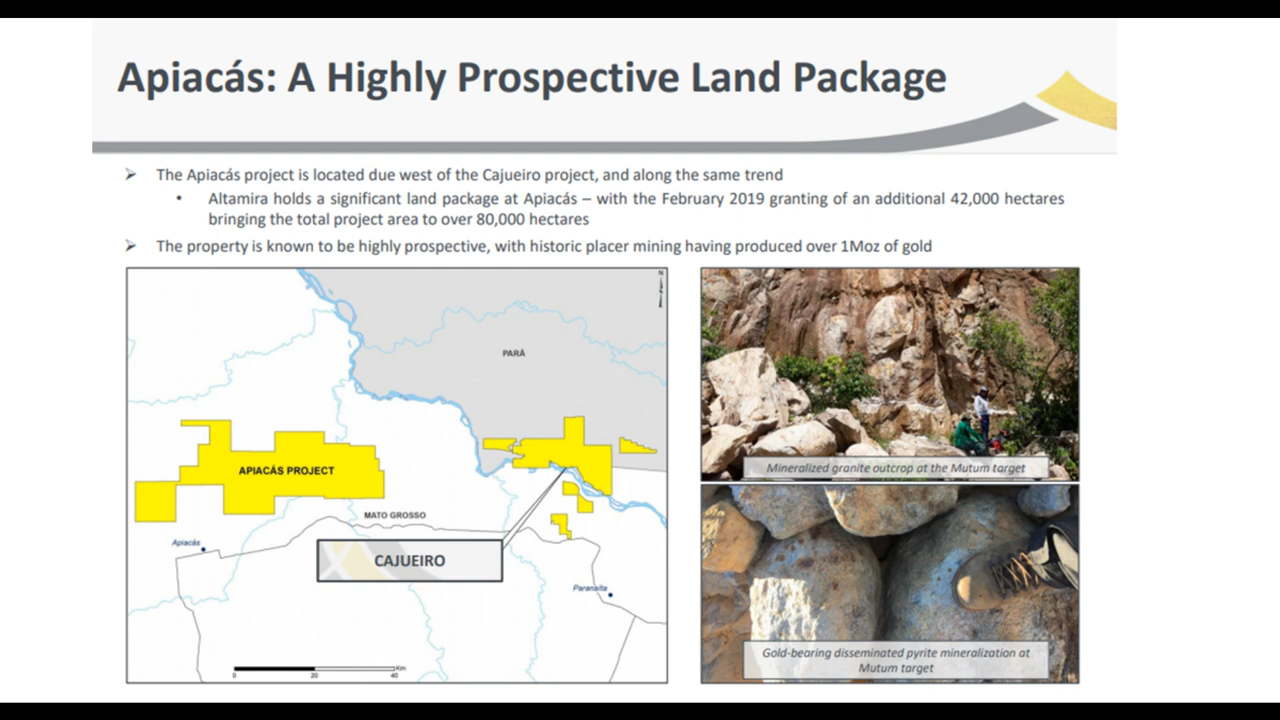 Apiacás: A Highly Prospective Land Package
➢ The Apiacás project is located due west of the Cajueiro project, and along the same trend
• Altamira holds a significant land package at Apiacás – with the February 2019 granting of an additional 42,000 hectares
bringing the total project area to over 80,000 hectares
➢ The property is known to be highly prospective, with historic placer mining having produced over 1Moz of gold
N
PARÁ
APIACÁS PROJECT
MATO GROSSO
Apiacás
CAJUEIRO
Paranaíta
Km
0 20 40
Mineralized granite outcrop at the Mutum target
Gold-bearing disseminated pyrite mineralization at
Mutum target